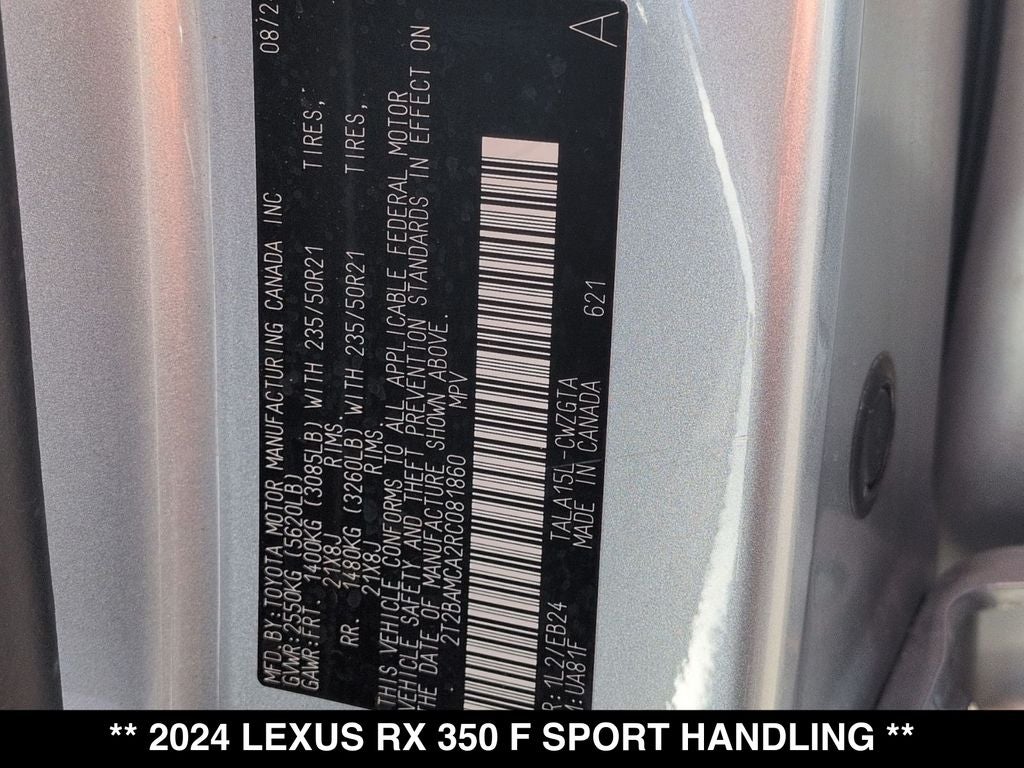 MFD. BY: TOYOTA MOTOR MANUFACTURING CANADA INC 08/2
GVWR: 2550KG (5620LB)
GAWR: FRT. 1400KG (3085LB) WITH 235/50R21 TIRES,
21X8J RIMS,
RR. 1480KG (3260LB) WITH 235/50R21 TIRES,
21X8J RIMS,
THIS VEHICLE CONFORMS TO ALL APPLICABLE FEDERAL MOTOR
VEHICLE SAFETY AND THEFT PREVENTION STANDARDS IN EFFECT ON
THE DATE OF MANUFACTURE SHOWN ABOVE.
2T2BAMCA2RC081860 MPV
R: 1L2/EB24 TALA15L-CWZGTA 621
M: UA81F MADE IN CANADA A
** 2024 LEXUS RX 350 F SPORT HANDLING **